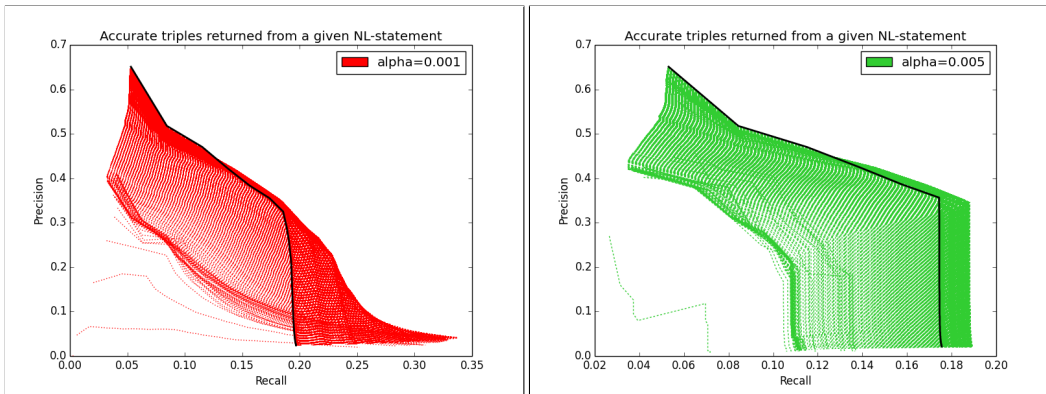 Accurate triples returned from a given NL-statement
alpha=0.001
0.7
0.6
0.5
0.4
0.3
0.2
0.1
0.0
Precision
0.00 0.05 0.10 0.15 0.20 0.25 0.30 0.35
Recall
Accurate triples returned from a given NL-statement
alpha=0.005
0.7
0.6
0.5
0.4
0.3
0.2
0.1
0.0
Precision
0.02 0.04 0.06 0.08 0.10 0.12 0.14 0.16 0.18 0.20
Recall